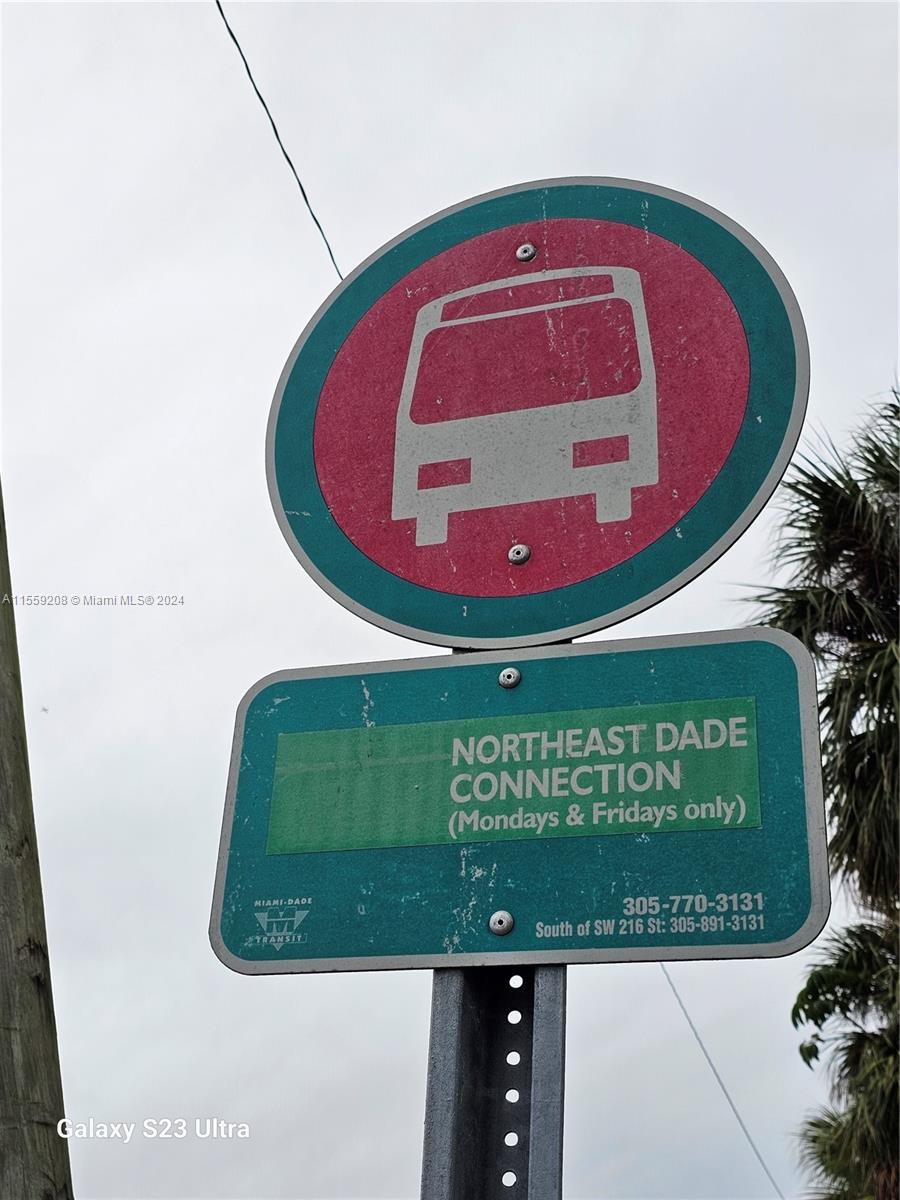 A11559208 © Miami MLS® 2024
NORTHEAST DADE
CONNECTION
(Mondays & Fridays only)
MIAMI-DADE
TRANSIT
305-770-3131
South of SW 216 St: 305-891-3131
Galaxy S23 Ultra